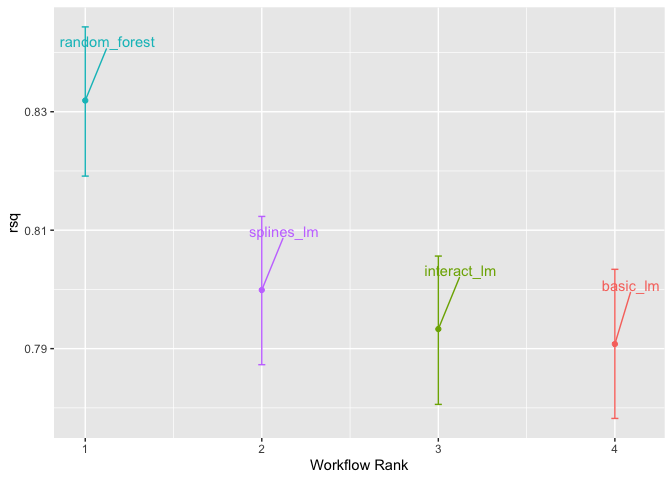 random_forest
0.83
rsq
0.81
splines_lm
interact_lm
basic_lm
0.79
1 2 3 4
Workflow Rank